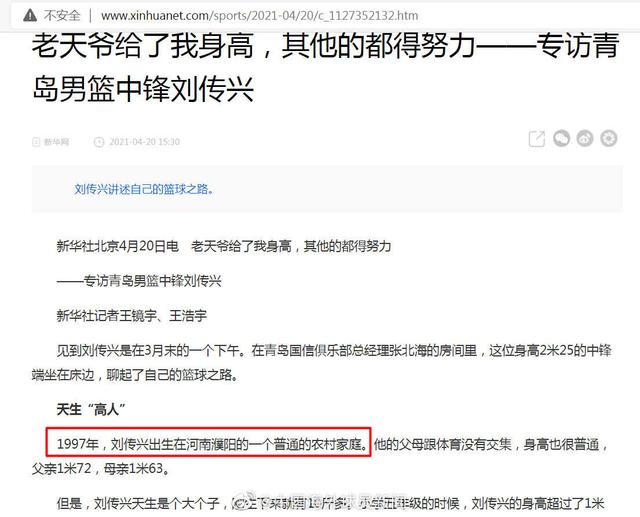 不安全 | www.xinhuanet.com/sports/2021-04/20/c_1127352132.htm
老天爷给了我身高，其他的都得努力——专访青
岛男篮中锋刘传兴
新华网 2021-04-20 15:30
刘传兴讲述自己的篮球之路。
新华社北京4月20日电 老天爷给了我身高，其他的都得努力
——专访青岛男篮中锋刘传兴
新华社记者王镜宇、王浩宇
见到刘传兴是在3月末的一个下午。在青岛国信俱乐部总经理张北海的房间里，这位身高2米25的中锋
端坐在床边，聊起了自己的篮球之路。
天生“高人”
1997年，刘传兴出生在河南濮阳的一个普通的农村家庭。他的父母跟体育没有交集，身高也很普通，
父亲1米72，母亲1米63。
但是，刘传兴天生是个大个子，
年级的时候，刘传兴的身高超过了1米